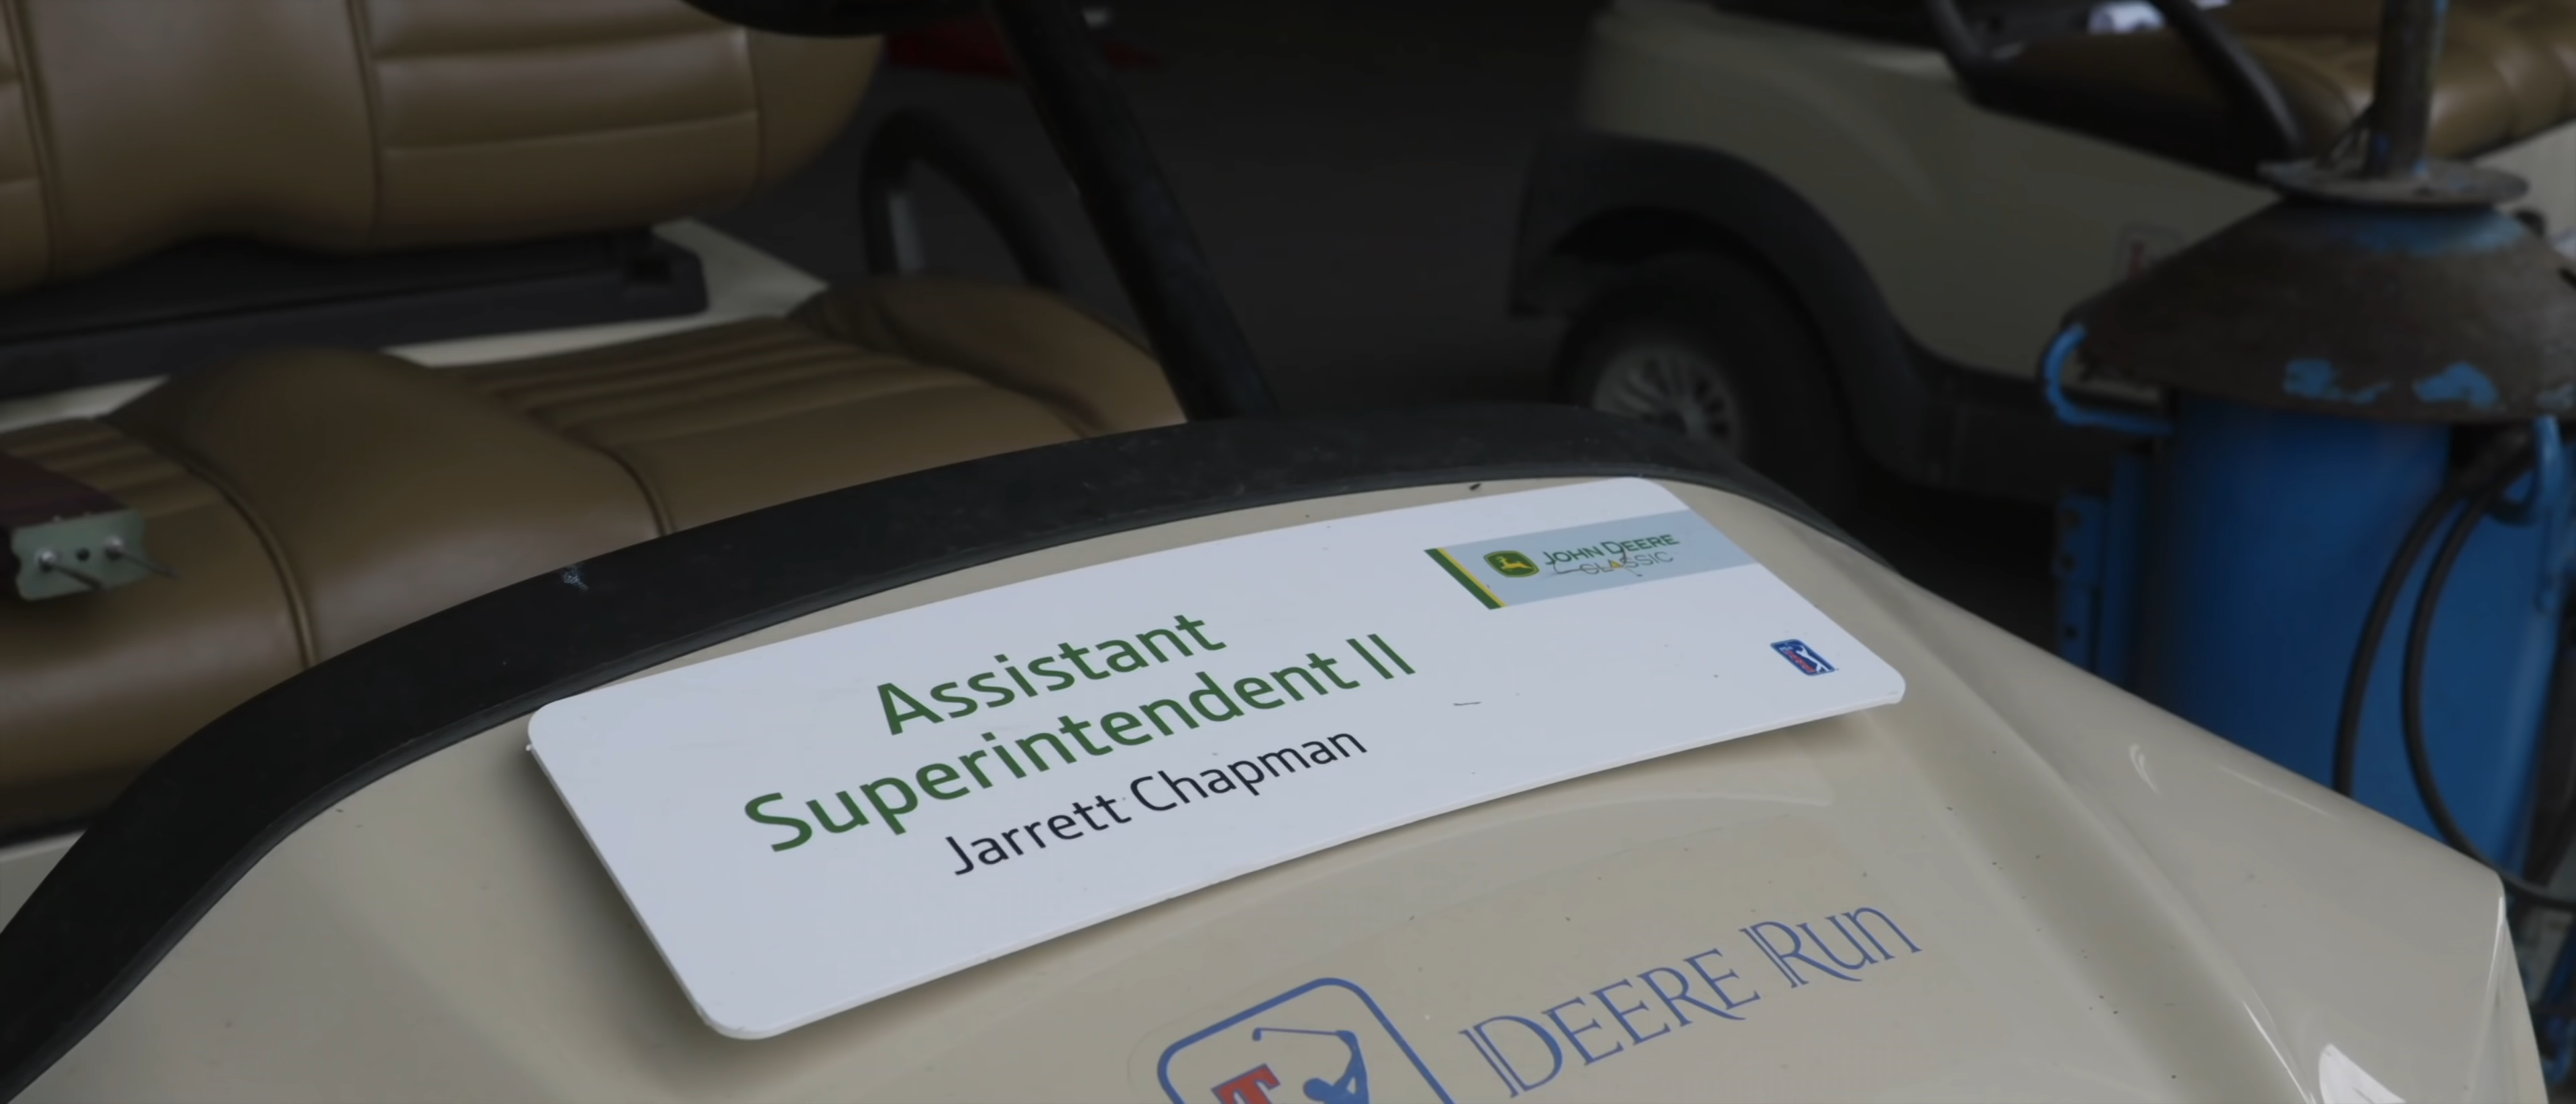 JOHN DEERE
CLASSIC
Assistant
Superintendent II
Jarrett Chapman
DEERE RUN
T